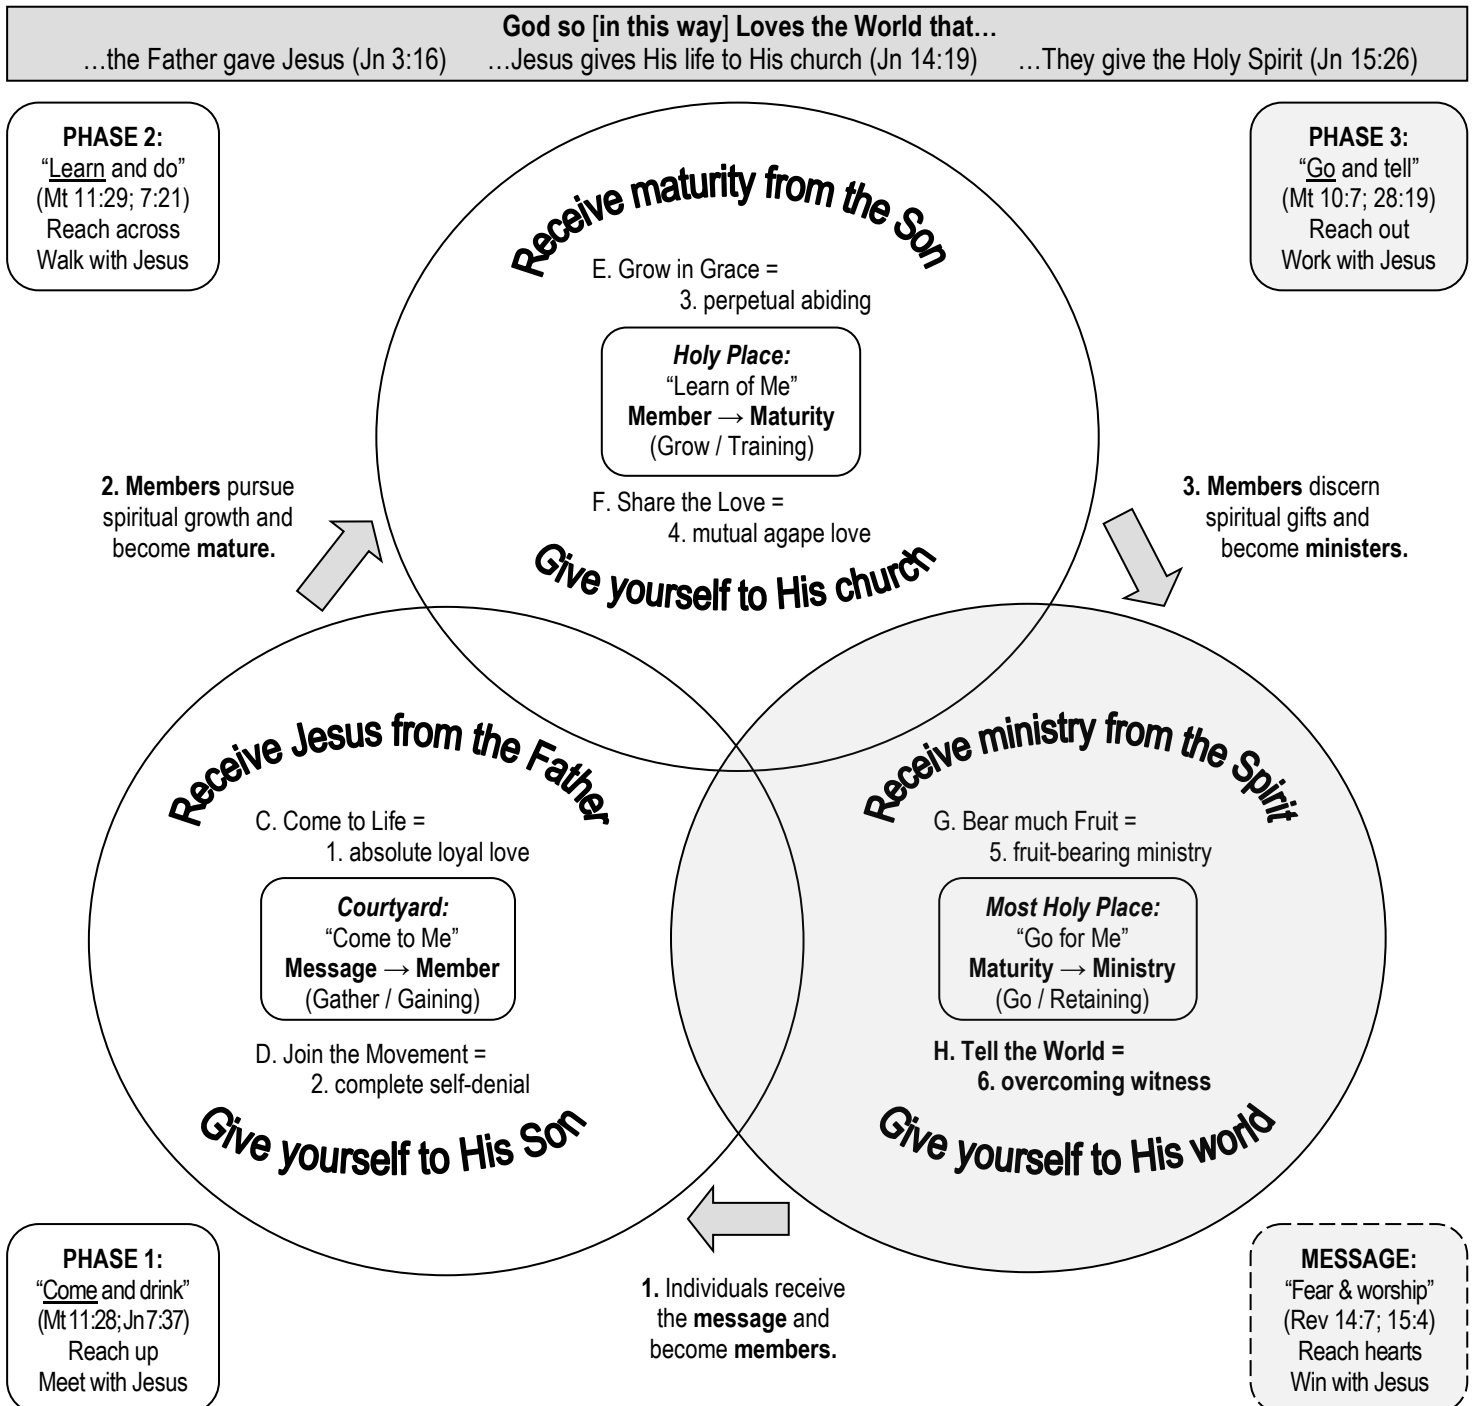 God so [in this way] Loves the World that…
…the Father gave Jesus (Jn 3:16) …Jesus gives His life to His church (Jn 14:19) …They give the Holy Spirit (Jn 15:26)
PHASE 2:
“Learn and do”
(Mt 11:29; 7:21)
Reach across
Walk with Jesus
PHASE 3:
“Go and tell”
(Mt 10:7; 28:19)
Reach out
Work with Jesus
Receive maturity from the Son
E. Grow in Grace =
3. perpetual abiding
Holy Place:
“Learn of Me”
Member → Maturity
(Grow / Training)
F. Share the Love =
4. mutual agape love
Give yourself to His church
2. Members pursue
spiritual growth and
become mature.
3. Members discern
spiritual gifts and
become ministers.
Receive Jesus from the Father
C. Come to Life =
1. absolute loyal love
Courtyard:
“Come to Me”
Message → Member
(Gather / Gaining)
D. Join the Movement =
2. complete self-denial
Give yourself to His Son
Receive ministry from the Spirit
G. Bear much Fruit =
5. fruit-bearing ministry
Most Holy Place:
“Go for Me”
Maturity → Ministry
(Go / Retaining)
H. Tell the World =
6. overcoming witness
Give yourself to His world
PHASE 1:
“Come and drink”
(Mt 11:28; Jn 7:37)
Reach up
Meet with Jesus
1. Individuals receive
the message and
become members.
MESSAGE:
“Fear & worship”
(Rev 14:7; 15:4)
Reach hearts
Win with Jesus